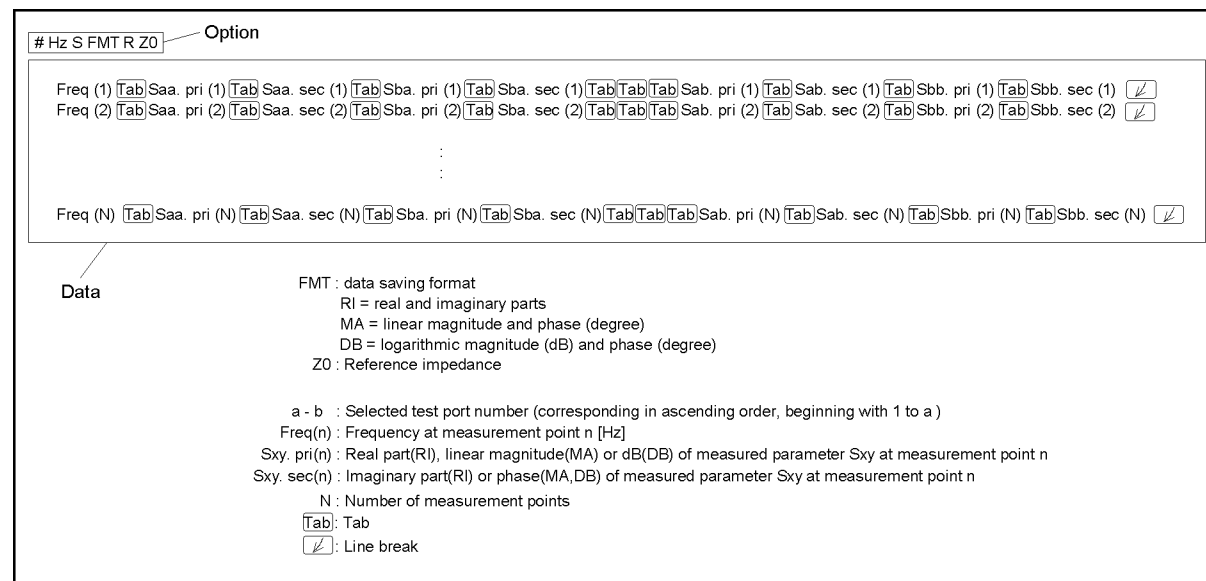 Option
# Hz S FMT R Z0
Freq (1) Tab Saa. pri (1) Tab Saa. sec (1) Tab Sba. pri (1) Tab Sba. sec (1) Tab Tab Tab Sab. pri (1) Tab Sab. sec (1) Tab Sbb. pri (1) Tab Sbb. sec (1)
Freq (2) Tab Saa. pri (2) Tab Saa. sec (2) Tab Sba. pri (2) Tab Sba. sec (2) Tab Tab Tab Sab. pri (2) Tab Sab. sec (2) Tab Sbb. pri (2) Tab Sbb. sec (2)
:
:
Freq (N) Tab Saa. pri (N) Tab Saa. sec (N) Tab Sba. pri (N) Tab Sba. sec (N) Tab Tab Tab Sab. pri (N) Tab Sab. sec (N) Tab Sbb. pri (N) Tab Sbb. sec (N)
Data
FMT : data saving format
RI = real and imaginary parts
MA = linear magnitude and phase (degree)
DB = logarithmic magnitude (dB) and phase (degree)
Z0 : Reference impedance
a - b : Selected test port number (corresponding in ascending order, beginning with 1 to a )
Freq(n) : Frequency at measurement point n [Hz]
Sxy. pri(n) : Real part(RI), linear magnitude(MA) or dB(DB) of measured parameter Sxy at measurement point n
Sxy. sec(n) : Imaginary part(RI) or phase(MA,DB) of measured parameter Sxy at measurement point n
N : Number of measurement points
Tab : Tab
: Line break